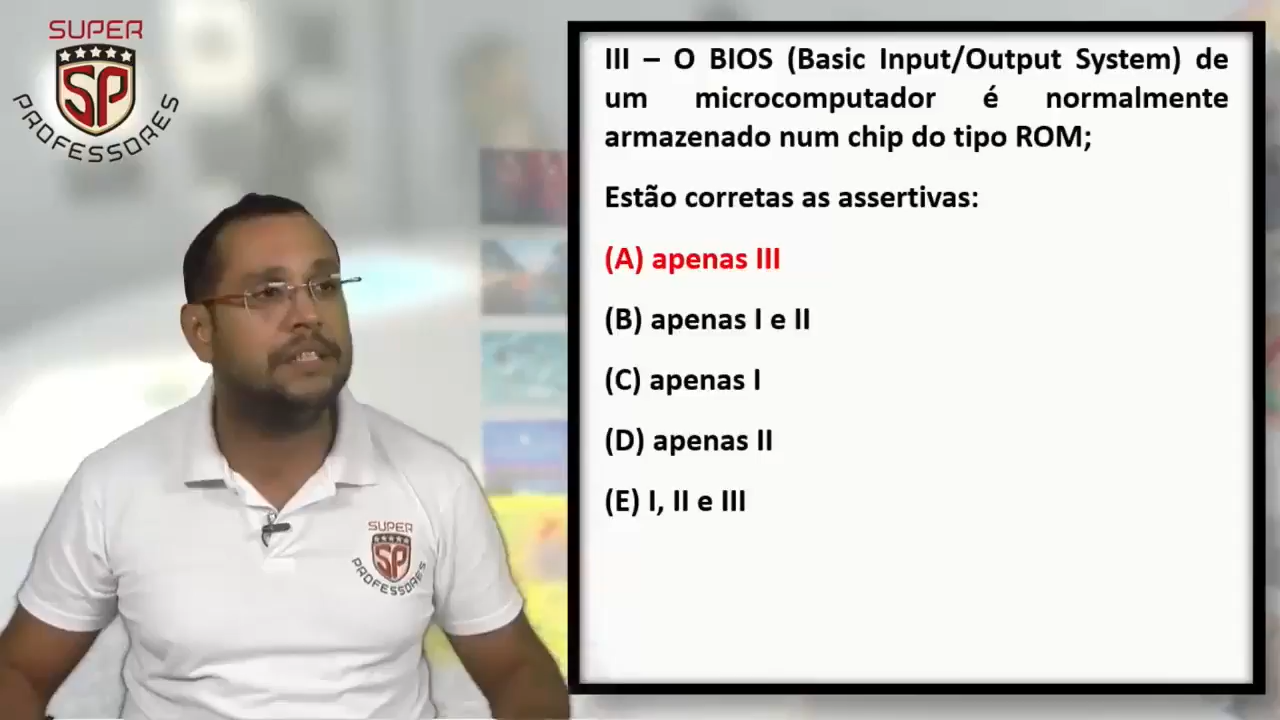 SUPER
SP
PROFESSORES
III – O BIOS (Basic Input/Output System) de
um microcomputador é normalmente
armazenado num chip do tipo ROM;
Estão corretas as assertivas:
(A) apenas III
(B) apenas I e II
(C) apenas I
(D) apenas II
(E) I, II e III
SUPER
SP
PROFESSORES